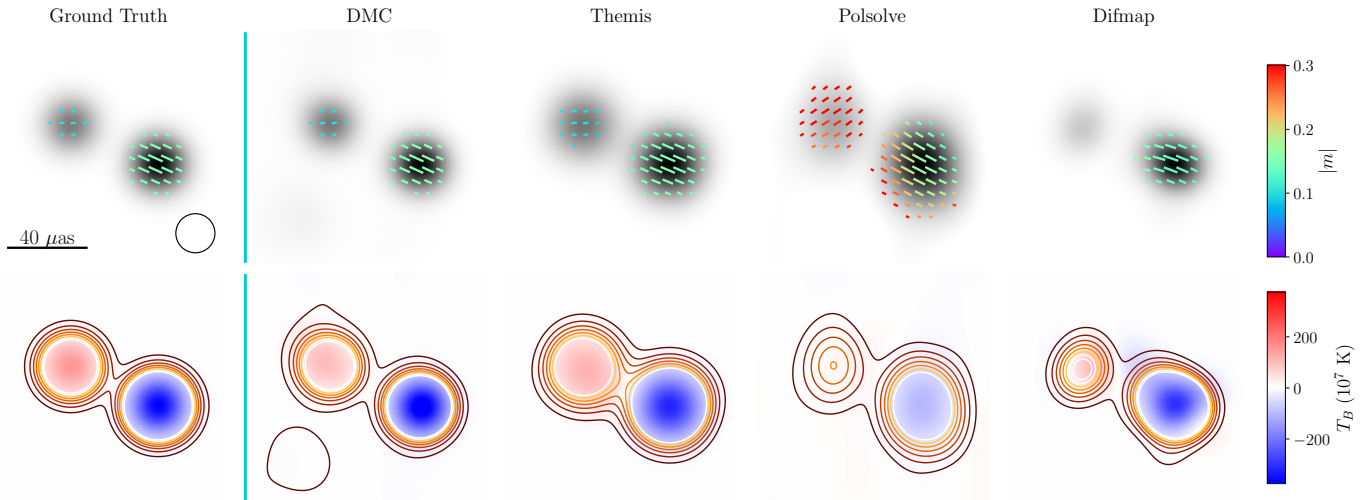 Ground Truth DMC Themis Polsolve Difmap
0.3
0.2
|m|
0.1
0.0
40 μas
200
0
−200
T_B (10^7 K)